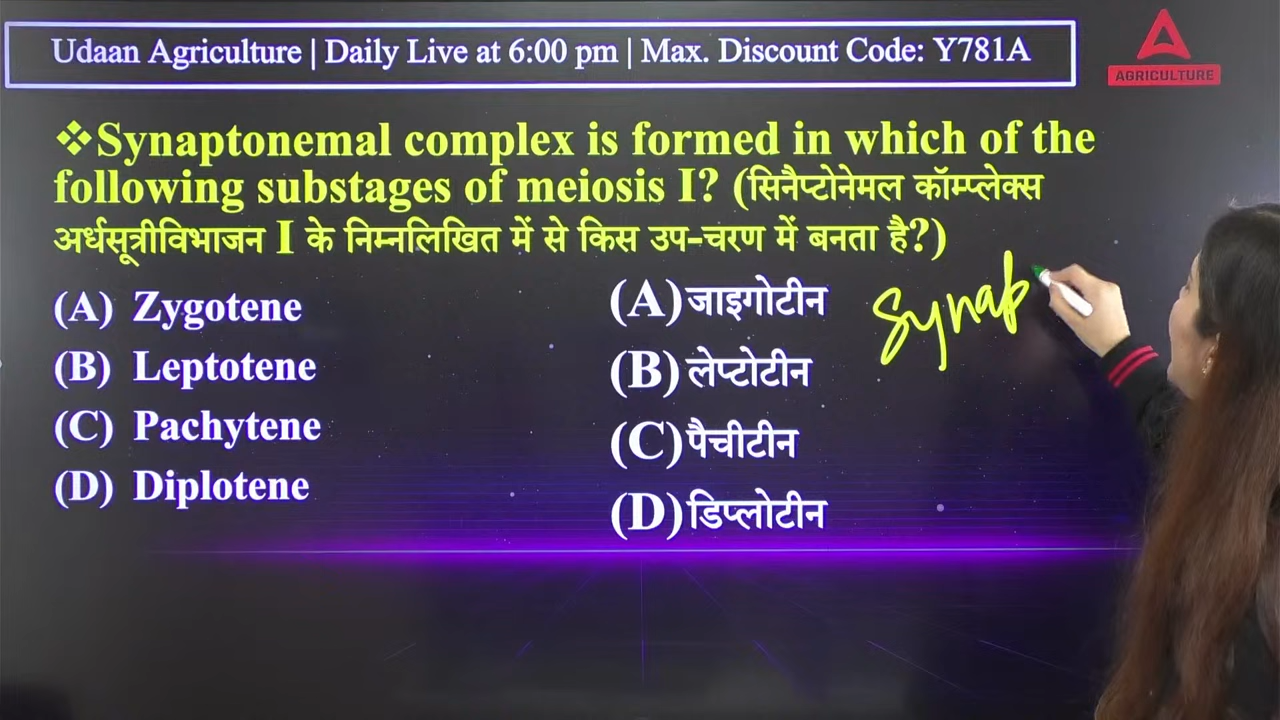 Udaan Agriculture | Daily Live at 6:00 pm | Max. Discount Code: Y781A
AGRICULTURE
❖Synaptonemal complex is formed in which of the
following substages of meiosis I? (सिनैप्टोनेमल कॉम्प्लेक्स
अर्धसूत्रीविभाजन I के निम्नलिखित में से किस उप-चरण में बनता है?)
(A) Zygotene
(B) Leptotene
(C) Pachytene
(D) Diplotene
(A) जाइगोटीन
(B) लेप्टोटीन
(C) पैचीटीन
(D) डिप्लोटीन
Synap